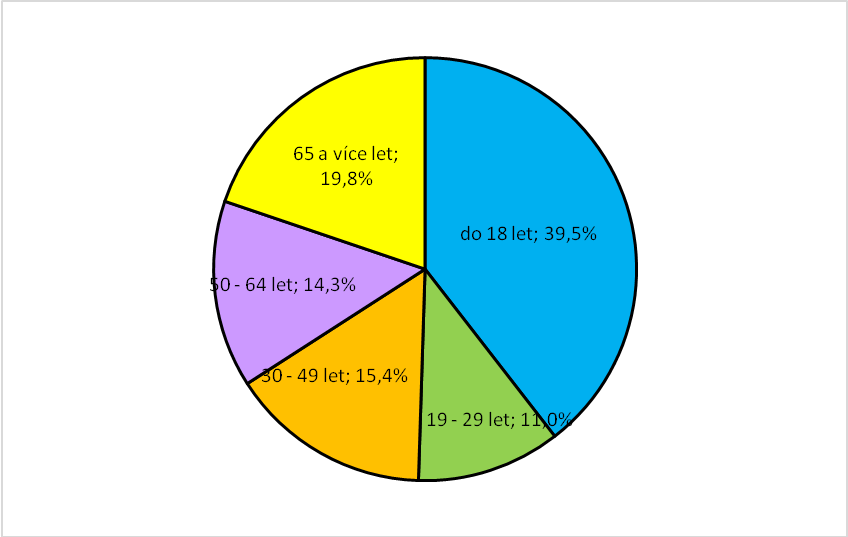 65 a více let;
19,8%
do 18 let; 39,5%
50 - 64 let; 14,3%
30 - 49 let; 15,4%
19 - 29 let; 11,0%